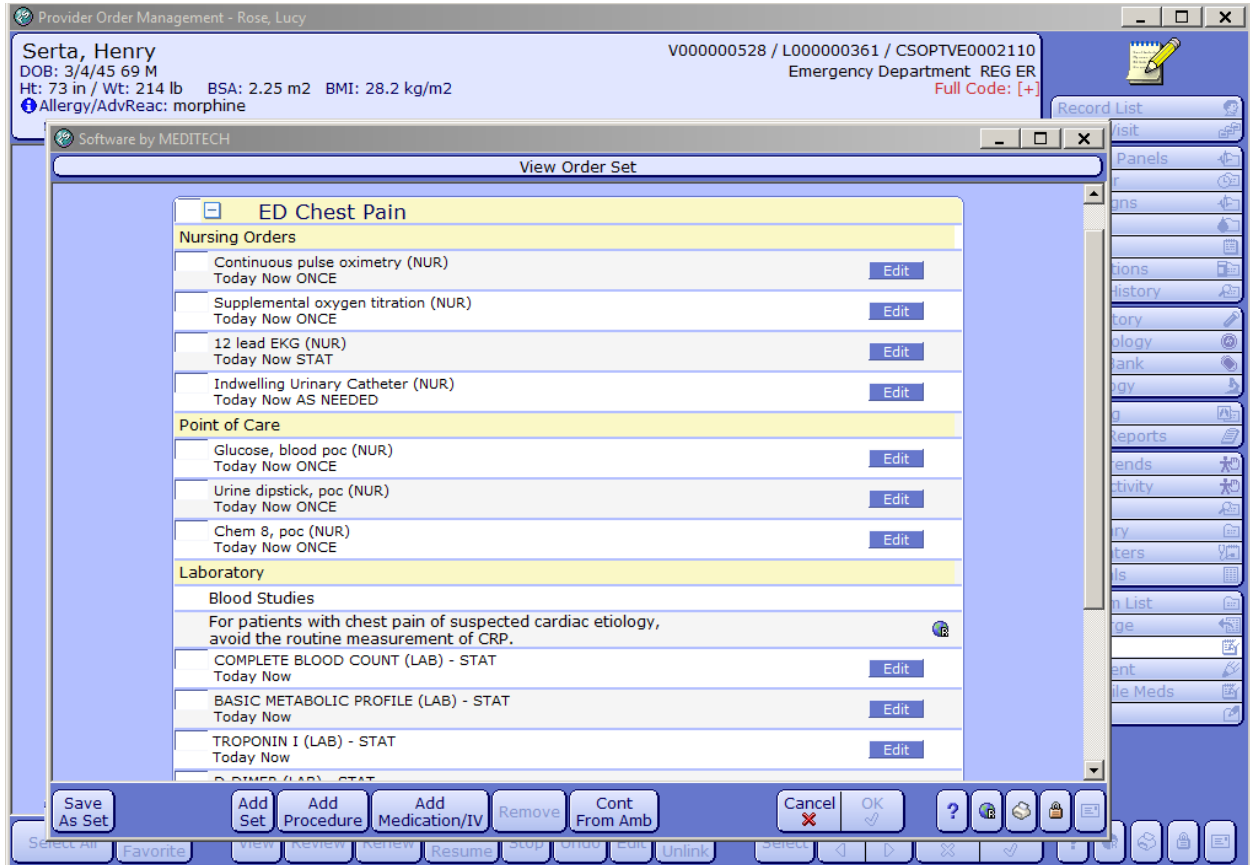 Provider Order Management - Rose, Lucy
Serta, Henry
V000000528 / L000000361 / CSOPTVE0002110
DOB: 3/4/45 69 M
Emergency Department REG ER
Ht: 73 in / Wt: 214 lb BSA: 2.25 m2 BMI: 28.2 kg/m2
Full Code: [+]
Allergy/AdvReac: morphine
Record List
Software by MEDITECH
View Order Set
ED Chest Pain
Nursing Orders
Continuous pulse oximetry (NUR)
Today Now ONCE
Edit
Supplemental oxygen titration (NUR)
Today Now ONCE
Edit
12 lead EKG (NUR)
Today Now STAT
Edit
Indwelling Urinary Catheter (NUR)
Today Now AS NEEDED
Edit
Point of Care
Glucose, blood poc (NUR)
Today Now ONCE
Edit
Urine dipstick, poc (NUR)
Today Now ONCE
Edit
Chem 8, poc (NUR)
Today Now ONCE
Edit
Laboratory
Blood Studies
For patients with chest pain of suspected cardiac etiology,
avoid the routine measurement of CRP.
COMPLETE BLOOD COUNT (LAB) - STAT
Today Now
Edit
BASIC METABOLIC PROFILE (LAB) - STAT
Today Now
Edit
TROPONIN I (LAB) - STAT
Today Now
Edit
D-DIMER (LAB) - STAT
Panels
History
Reports
Save As Set
Add Set
Add Procedure
Add Medication/IV
Remove
Cont From Amb
Cancel
OK
?
Select All
Favorite
View
Review
Renew
Resume
Stop
Undo
Edit
Unlink
Select